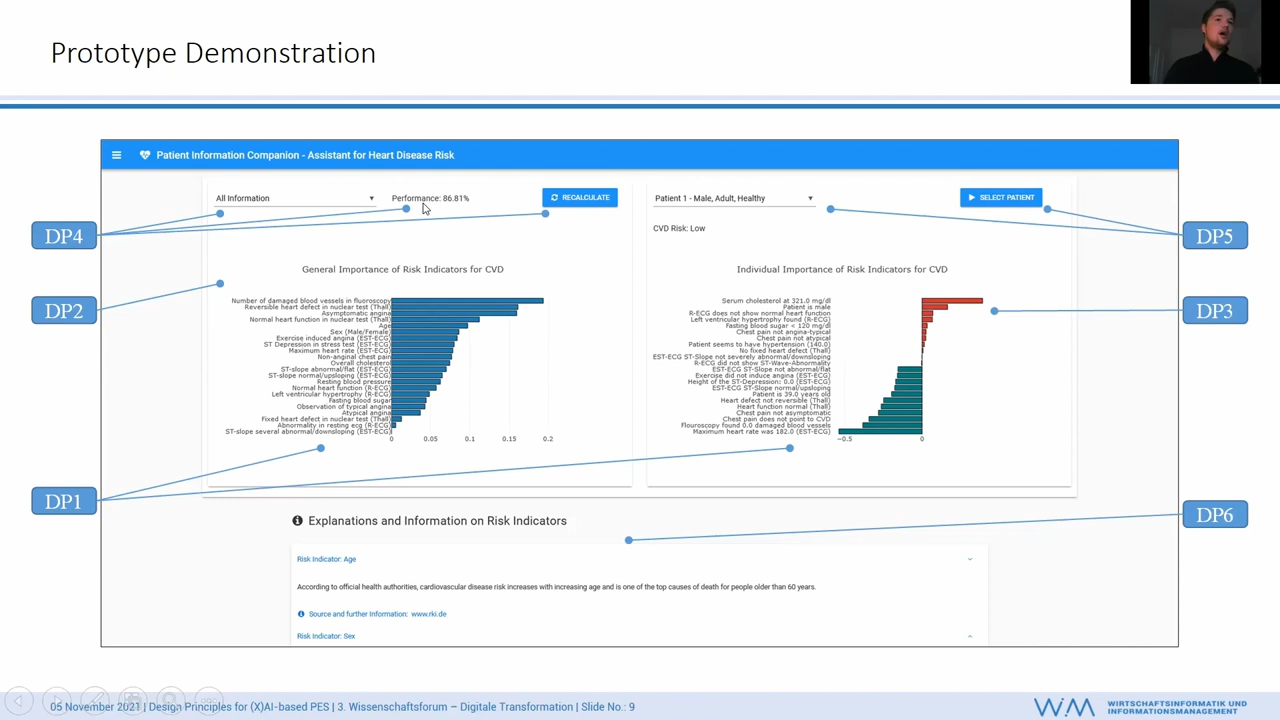 Prototype Demonstration
Patient Information Companion - Assistant for Heart Disease Risk
All Information
Performance: 86.81%
RECALCULATE
Patient 1 - Male, Adult, Healthy
SELECT PATIENT
CVD Risk: Low
DP4
DP5
General Importance of Risk Indicators for CVD
Individual Importance of Risk Indicators for CVD
DP2
DP3
Number of damaged blood vessels in fluoroscopy
Reversible heart defect in nuclear test (Thall)
Asymptomatic angina
Normal heart function in nuclear test (Thall)
Age
Sex (Male/Female)
Exercise induced angina (EST-ECG)
ST Depression in stress test (EST-ECG)
Maximum heart rate (EST-ECG)
Non-anginal chest pain
Overall cholesterol
ST-slope abnormal/flat (EST-ECG)
ST-slope normal/upsloping (EST-ECG)
Resting blood pressure
Normal heart function (R-ECG)
Left ventricular hypertrophy (R-ECG)
Fasting blood sugar
Observation of typical angina
Atypical angina
Fixed heart defect in nuclear test (Thall)
Abnormality in resting ecg (R-ECG)
ST-slope several abnormal/downsloping (EST-ECG)
0
0.05
0.1
0.15
0.2
Serum cholesterol at 321.0 mg/dl
Patient is male
R-ECG does not show normal heart function
Left ventricular hypertrophy found (R-ECG)
Fasting blood sugar < 120 mg/dl
Chest pain not angina-typical
Chest pain not atypical
Patient seems to have hypertension (140.0)
No fixed heart defect (Thall)
EST-ECG ST-Slope not severely abnormal/downsloping
R-ECG did not show ST-Wave-Abnormality
EST-ECG ST-Slope not abnormal/flat
Exercise did not induce angina (EST-ECG)
Height of the ST-Depression: 0.0 (EST-ECG)
EST-ECG ST-Slope normal/upsloping
Patient is 39.0 years old
Heart defect not reversible (Thall)
Heart function normal (Thall)
Chest pain not asymptomatic
Chest pain does not point to CVD
Flouroscopy found 0.0 damaged blood vessels
Maximum heart rate was 182.0 (EST-ECG)
−0.5
0
DP1
DP6
Explanations and Information on Risk Indicators
Risk Indicator: Age
According to official health authorities, cardiovascular disease risk increases with increasing age and is one of the top causes of death for people older than 60 years.
Source and further Information: www.rki.de
Risk Indicator: Sex
05 November 2021 | Design Principles for (X)AI-based PES | 3. Wissenschaftsforum – Digitale Transformation | Slide No.: 9
WIM
WIRTSCHAFTSINFORMATIK UND
INFORMATIONSMANAGEMENT